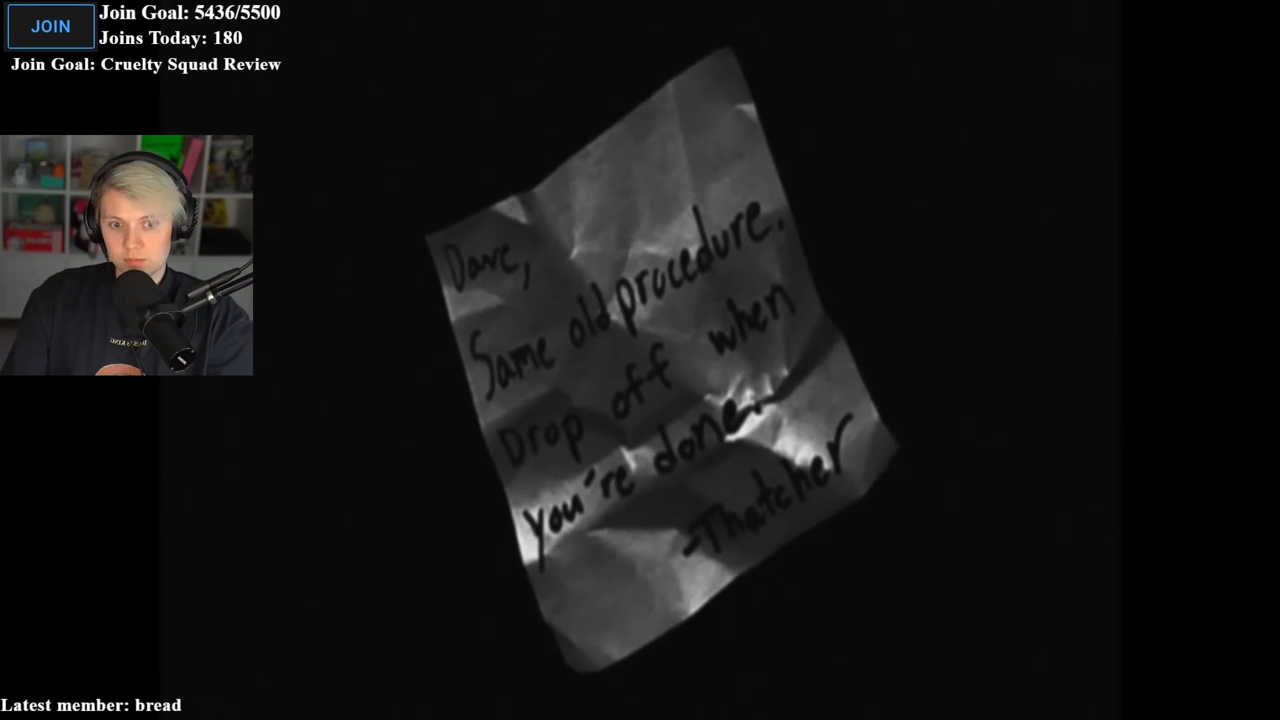 JOIN
Join Goal: 5436/5500
Joins Today: 180
Join Goal: Cruelty Squad Review
Dave,
Same old procedure.
Drop off when
you're done.
-Thatcher
Latest member: bread